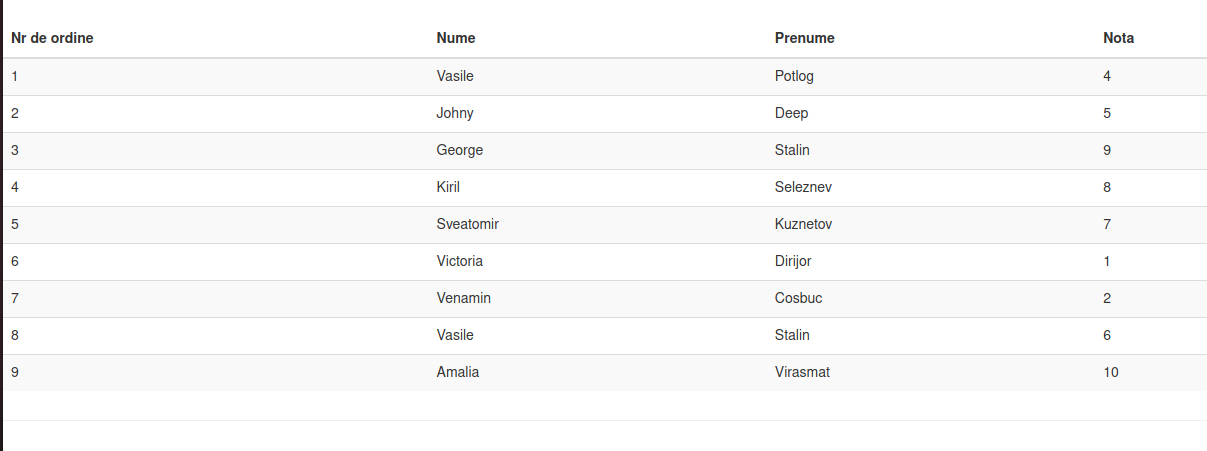 Nr de ordine Nume Prenume Nota
1 Vasile Potlog 4
2 Johny Deep 5
3 George Stalin 9
4 Kiril Seleznev 8
5 Sveatomir Kuznetov 7
6 Victoria Dirijor 1
7 Venamin Cosbuc 2
8 Vasile Stalin 6
9 Amalia Virasmat 10